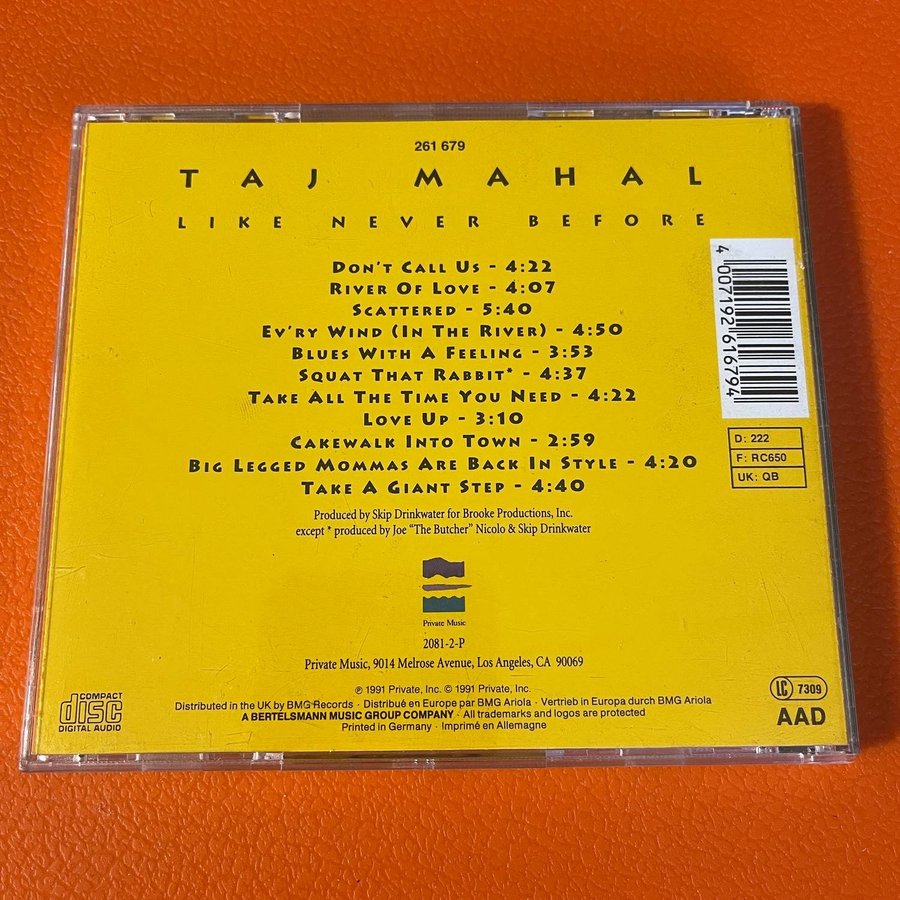 261 679
TAJ MAHAL
LIKE NEVER BEFORE
DON'T CALL US - 4:22
RIVER OF LOVE - 4:07
SCATTERED - 5:40
EV'RY WIND (IN THE RIVER) - 4:50
BLUES WITH A FEELING - 3:53
SQUAT THAT RABBIT* - 4:37
TAKE ALL THE TIME YOU NEED - 4:22
LOVE UP - 3:10
CAKEWALK INTO TOWN - 2:59
BIG LEGGED MOMMAS ARE BACK IN STYLE - 4:20
TAKE A GIANT STEP - 4:40
Produced by Skip Drinkwater for Brooke Productions, Inc.
except * produced by Joe "The Butcher" Nicolo & Skip Drinkwater
4 007192 616794
D: 222
F: RC650
UK: QB
Private Music
2081-2-P
Private Music, 9014 Melrose Avenue, Los Angeles, CA 90069
℗ 1991 Private, Inc. © 1991 Private, Inc.
Distributed in the UK by BMG Records · Distribué en Europe par BMG Ariola · Vertrieb in Europa durch BMG Ariola
A BERTELSMANN MUSIC GROUP COMPANY · All trademarks and logos are protected
Printed in Germany · Imprimé en Allemagne
COMPACT
disc
DIGITAL AUDIO
LC 7309
AAD